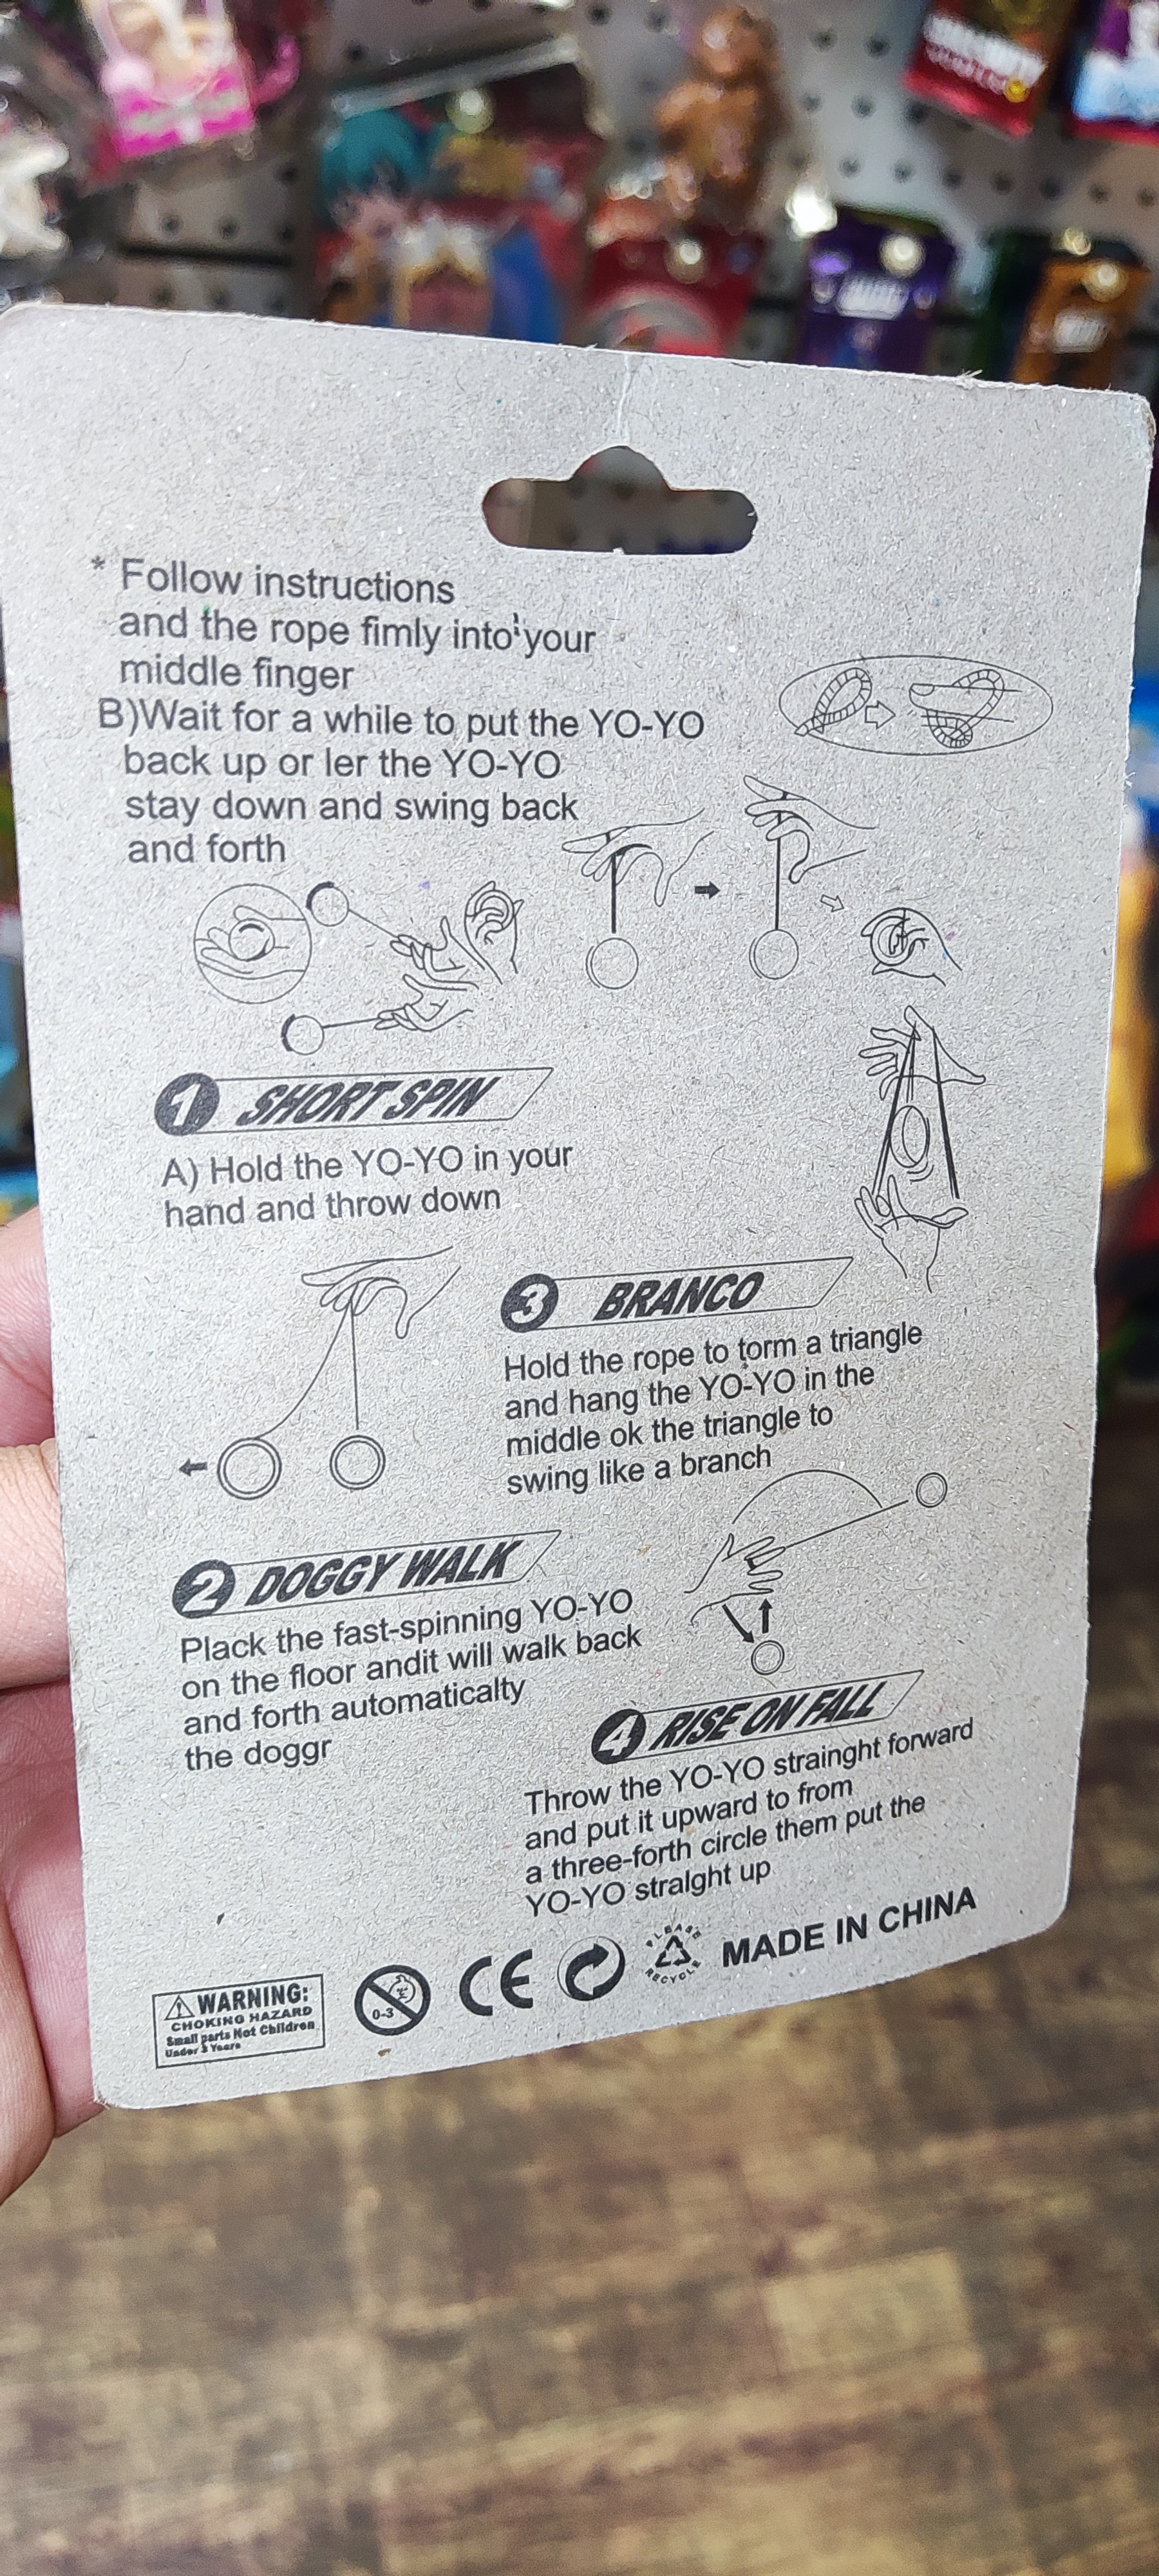 * Follow instructions
and the rope fimly into your
middle finger
B)Wait for a while to put the YO-YO
back up or ler the YO-YO
stay down and swing back
and forth
1 SHORT SPIN
A) Hold the YO-YO in your
hand and throw down
3 BRANCO
Hold the rope to torm a triangle
and hang the YO-YO in the
middle ok the triangle to
swing like a branch
2 DOGGY WALK
Plack the fast-spinning YO-YO
on the floor andit will walk back
and forth automaticalty
the doggr
4 RISE ON FALL
Throw the YO-YO strainght forward
and put it upward to from
a three-forth circle them put the
YO-YO stralght up
WARNING:
CHOKING HAZARD
Small parts Not Children
Under 3 Years
0-3
CE
RECYCLE
MADE IN CHINA